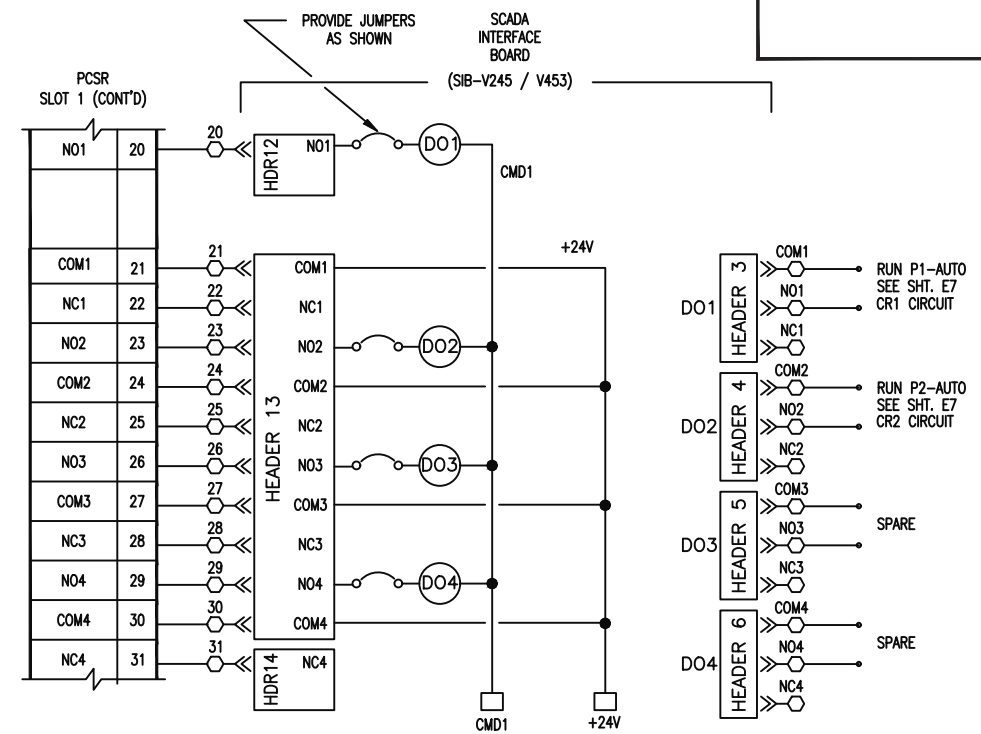 PROVIDE JUMPERS
AS SHOWN
SCADA
INTERFACE
BOARD
(SIB-V245 / V453)
PCSR
SLOT 1 (CONT'D)
NO1 20 20 HDR12 NO1 DO1
CMD1
+24V
COM1 21 21 COM1
NC1 22 22 NC1
NO2 23 23 NO2 DO2
COM2 24 24 COM2
NC2 25 25 NC2
HEADER 13
NO3 26 26 NO3 DO3
COM3 27 27 COM3
NC3 28 28 NC3
NO4 29 29 NO4 DO4
COM4 30 30 COM4
NC4 31 31 HDR14 NC4
CMD1
+24V
DO1 HEADER 3
COM1
NO1
NC1
RUN P1-AUTO
SEE SHT. E7
CR1 CIRCUIT
DO2 HEADER 4
COM2
NO2
NC2
RUN P2-AUTO
SEE SHT. E7
CR2 CIRCUIT
DO3 HEADER 5
COM3
NO3
NC3
SPARE
DO4 HEADER 6
COM4
NO4
NC4
SPARE